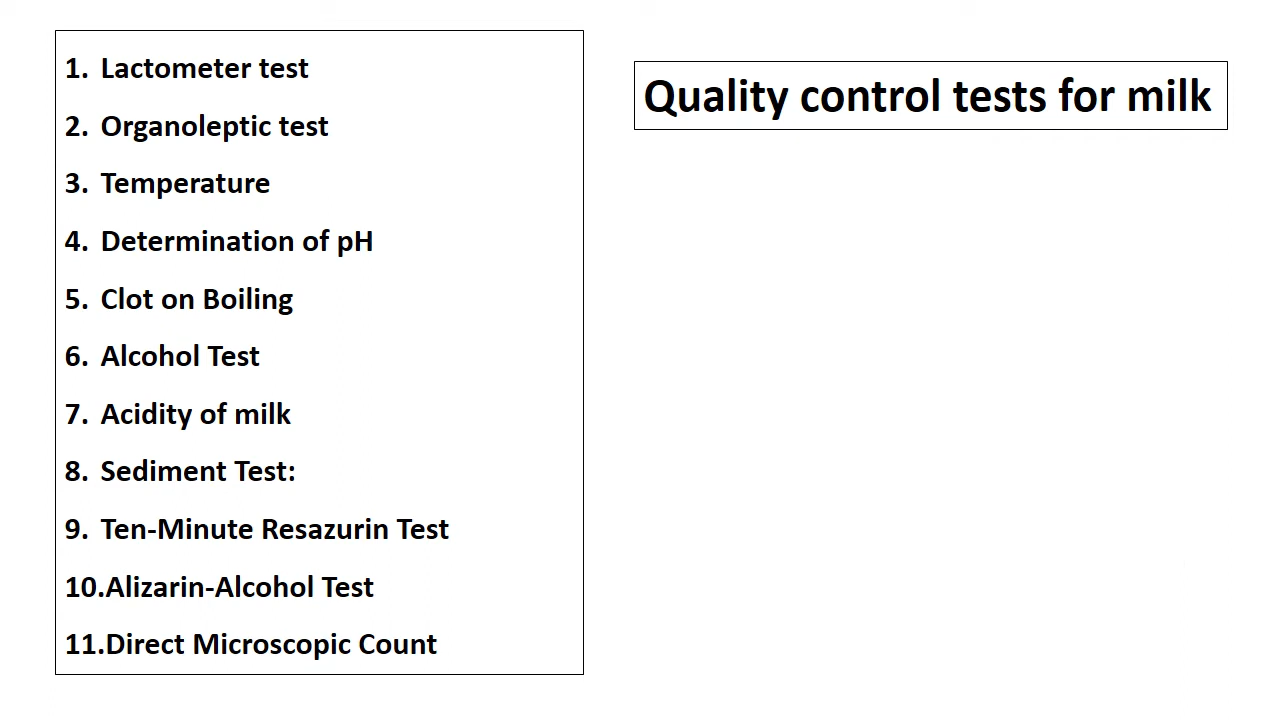 1. Lactometer test
2. Organoleptic test
3. Temperature
4. Determination of pH
5. Clot on Boiling
6. Alcohol Test
7. Acidity of milk
8. Sediment Test:
9. Ten-Minute Resazurin Test
10.Alizarin-Alcohol Test
11.Direct Microscopic Count
Quality control tests for milk